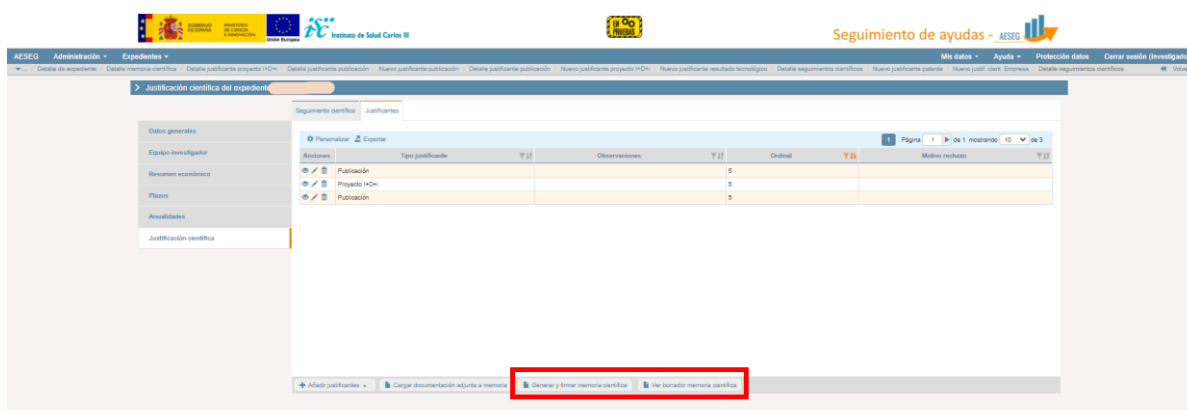 GOBIERNO DE ESPAÑA
MINISTERIO DE CIENCIA E INNOVACIÓN
Unión Europea
Instituto de Salud Carlos III
EN PRUEBAS
Seguimiento de ayudas - AESEG
AESEG Administración Expedientes Mis datos Ayuda Protección datos Cerrar sesión (Investigado
... Detalle de expediente Detalle memoria científica Detalle justificante proyecto I+D+i Detalle justificante publicación Nuevo justificante publicación Detalle justificante publicación Nuevo justificante proyecto I+D+i Nuevo justificante resultado tecnológico Detalle seguimientos científicos Nuevo justificante patente Nuevo justif. cient. Empresa Detalle seguimientos científicos Volve
Justificación científica del expediente
Seguimiento científico Justificantes
Datos generales
Equipo investigador
Resumen económico
Plazos
Anualidades
Justificación científica
Personalizar Exportar 1 Página 1 de 1 mostrando 10 de 3
Acciones Tipo justificante Observaciones Ordinal Motivo rechazo
Publicación 5
Proyecto I+D+i 5
Publicación 5
Añadir justificantes Cargar documentación adjunta a memoria Generar y firmar memoria científica Ver borrador memoria científica